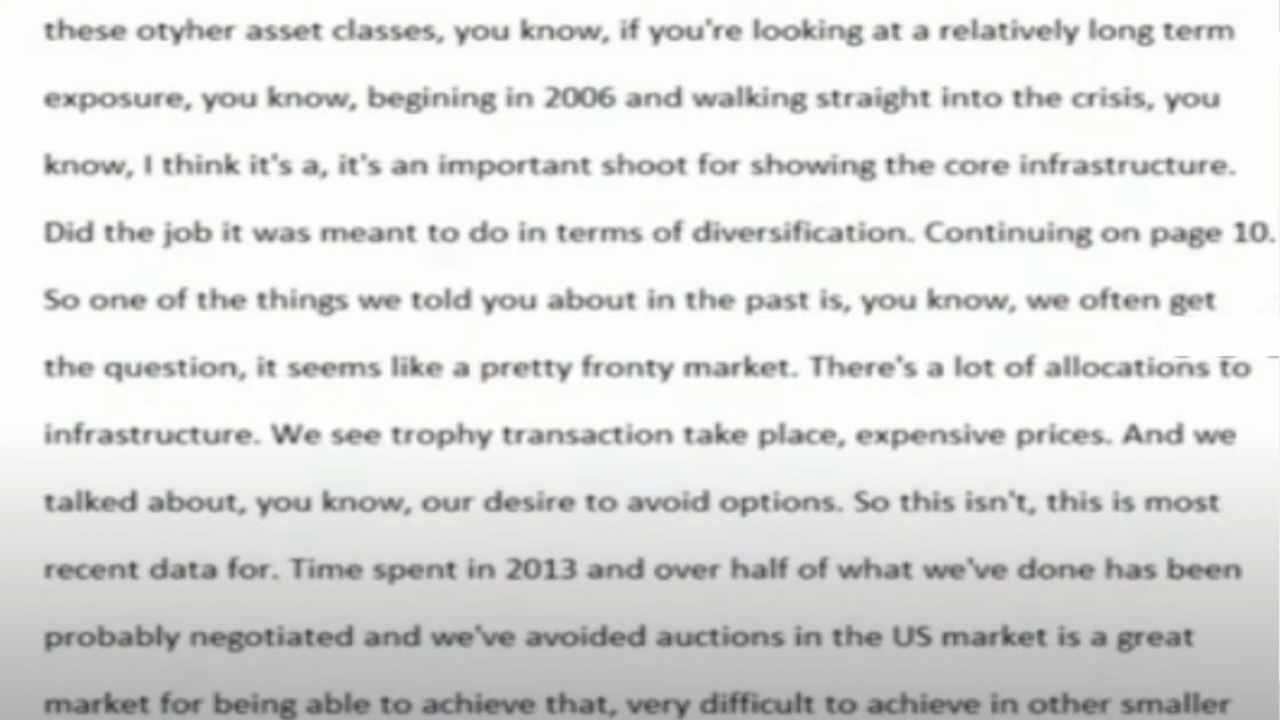 these otyher asset classes, you know, if you're looking at a relatively long term
exposure, you know, begining in 2006 and walking straight into the crisis, you
know, I think it's a, it's an important shoot for showing the core infrastructure.
Did the job it was meant to do in terms of diversification. Continuing on page 10.
So one of the things we told you about in the past is, you know, we often get
the question, it seems like a pretty fronty market. There's a lot of allocations to
infrastructure. We see trophy transaction take place, expensive prices. And we
talked about, you know, our desire to avoid options. So this isn't, this is most
recent data for. Time spent in 2013 and over half of what we've done has been
probably negotiated and we've avoided auctions in the US market is a great
market for being able to achieve that, very difficult to achieve in other smaller